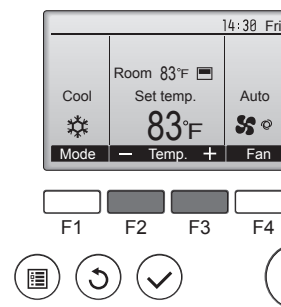 14:30 Fri
Room 83°F
Cool Set temp. Auto
83°F
Mode — Temp. + Fan
F1 F2 F3 F4